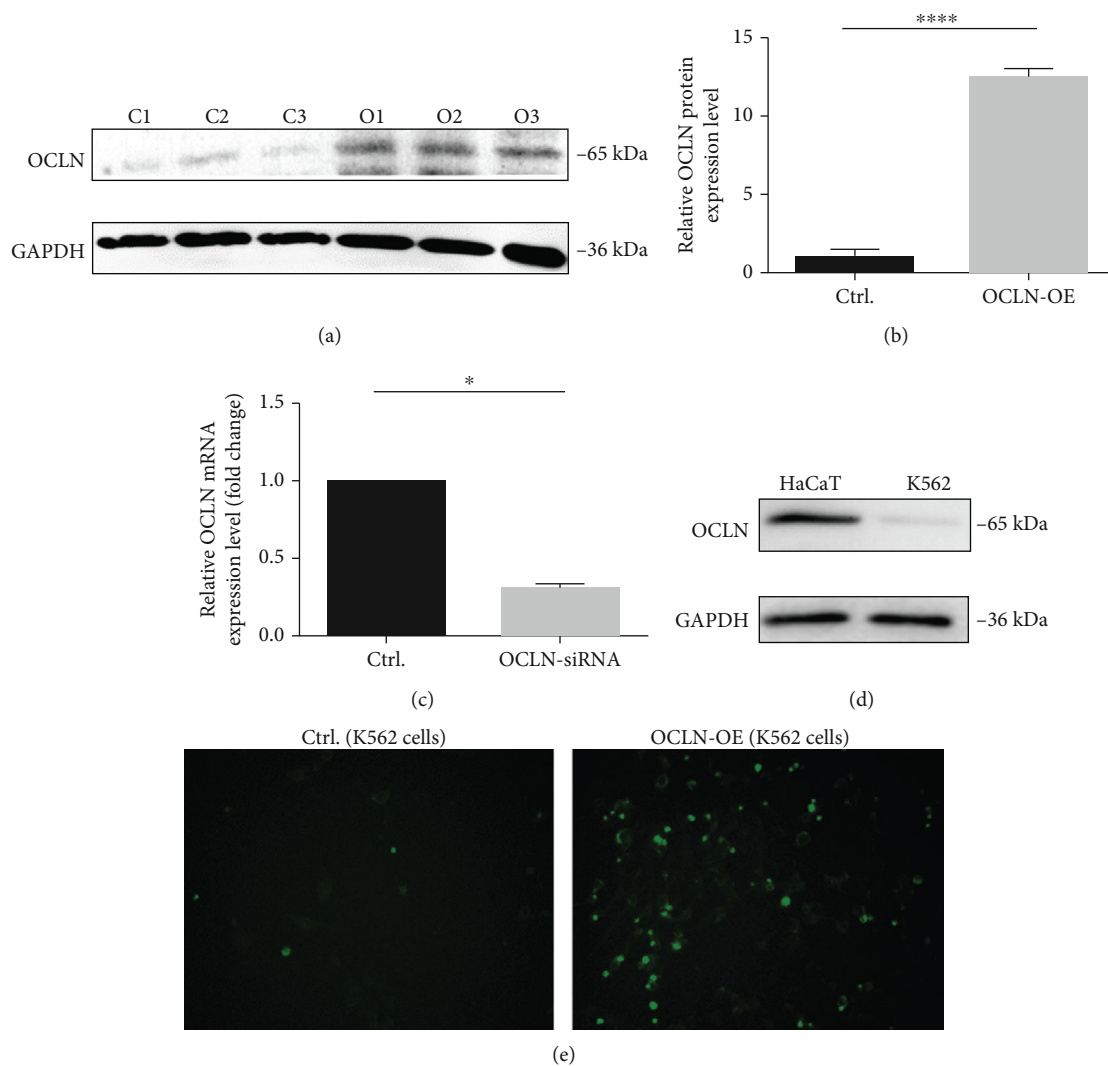 C1 C2 C3 O1 O2 O3
OCLN
–65 kDa
GAPDH
–36 kDa
(a)
****
Relative OCLN protein
expression level
15
10
5
0
Ctrl.
OCLN-OE
(b)
*
Relative OCLN mRNA
expression level (fold change)
1.5
1.0
0.5
0.0
Ctrl.
OCLN-siRNA
(c)
HaCaT K562
OCLN
–65 kDa
GAPDH
–36 kDa
(d)
Ctrl. (K562 cells)
OCLN-OE (K562 cells)
(e)